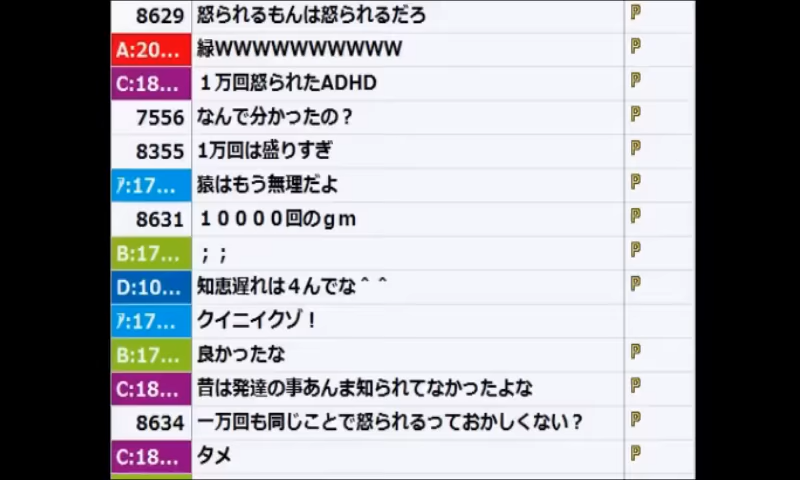 8629 怒られるもんは怒られるだろ P
A:20... 緑WWWWWWWWWW P
C:18... １万回怒られたADHD P
7556 なんで分かったの？ P
8355 1万回は盛りすぎ P
ｱ:17... 猿はもう無理だよ P
8631 １００００回のｇｍ P
B:17... ；； P
D:10... 知恵遅れは４んでな＾＾ P
ｱ:17... クイニイクゾ！
B:17... 良かったな P
C:18... 昔は発達の事あんま知られてなかったよな P
8634 一万回も同じことで怒られるっておかしくない？ P
C:18... タメ P